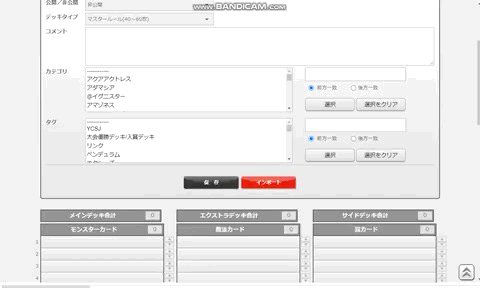 公開／非公開
非公開
www.BANDICAM.com
デッキタイプ
マスタールール(40～60枚)
コメント
カテゴリ
----------
アクアアクトレス
アダマシア
@イグニスター
アマゾネス
前方一致
後方一致
選択
選択をクリア
タグ
----------
YCSJ
大会優勝デッキ/入賞デッキ
リンク
ペンデュラム
前方一致
後方一致
選択
選択をクリア
保存
インポート
メインデッキ合計 0
エクストラデッキ合計 0
サイドデッキ合計 0
モンスターカード 0
魔法カード 0
罠カード 0
1
2
3
4